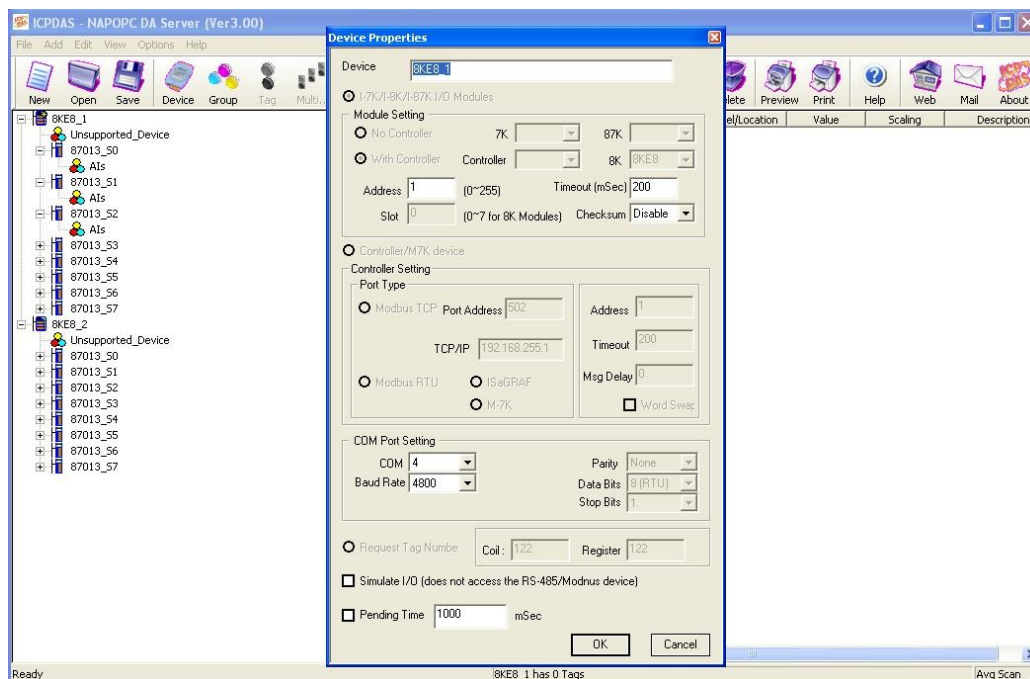 ICPDAS - NAPOPC DA Server (Ver3.00)
File Add Edit View Options Help
New Open Save Device Group Tag Multi.. lete Preview Print Help Web Mail About
el/Location Value Scaling Description
8KE8_1
Unsupported_Device
87013_S0
AIs
87013_S1
AIs
87013_S2
AIs
87013_S3
87013_S4
87013_S5
87013_S6
87013_S7
8KE8_2
Unsupported_Device
87013_S0
87013_S1
87013_S2
87013_S3
87013_S4
87013_S5
87013_S6
87013_S7
Device Properties
Device 8KE8_1
I-7K/I-8K/I-87K I/O Modules
Module Setting
No Controller 7K 87K
With Controller Controller 8K 8KE8
Address 1 (0~255) Timeout (mSec) 200
Slot 0 (0~7 for 8K Modules) Checksum Disable
Controller/M7K device
Controller Setting
Port Type
Modbus TCP Port Address 502 Address 1
TCP/IP 192.168.255.1 Timeout 200
Modbus RTU ISaGRAF Msg Delay 0
M-7K Word Swap
COM Port Setting
COM 4 Parity None
Baud Rate 4800 Data Bits 8 (RTU)
Stop Bits 1
Request Tag Numbe Coil : 122 Register 122
Simulate I/O (does not access the RS-485/Modnus device)
Pending Time 1000 mSec
OK Cancel
Ready 8KE8_1 has 0 Tags Avg Scan